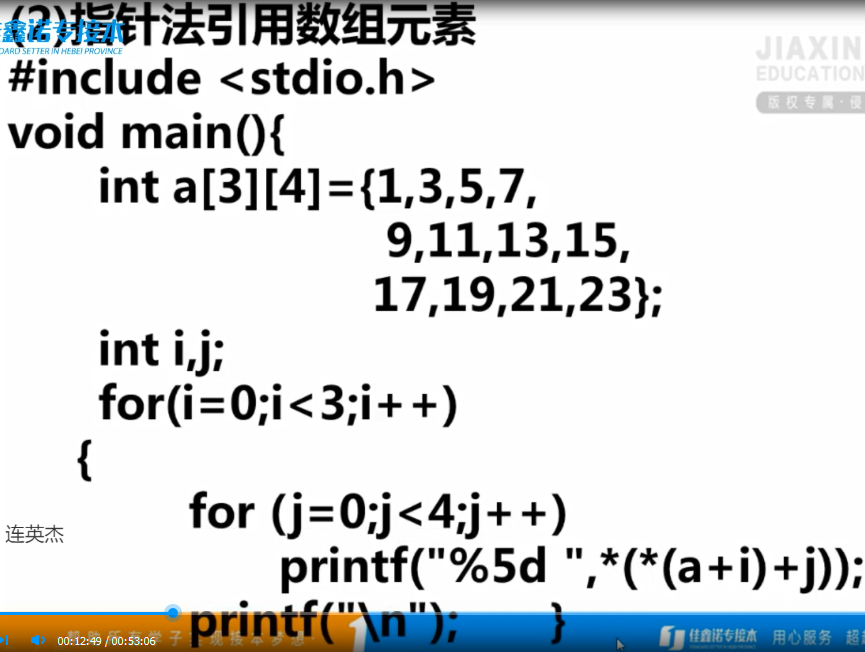 (2)指针法引用数组元素
鑫诺专接本
OARD SETTER IN HEBEI PROVINCE
JIAXIN
EDUCATION
版权专属·侵
#include <stdio.h>
void main(){
int a[3][4]={1,3,5,7,
9,11,13,15,
17,19,21,23};
int i,j;
for(i=0;i<3;i++)
{
for (j=0;j<4;j++)
连英杰
printf("%5d ",*(*(a+i)+j));
printf("\n"); }
00:12:49 / 00:53:06
佳鑫诺专接本 用心服务